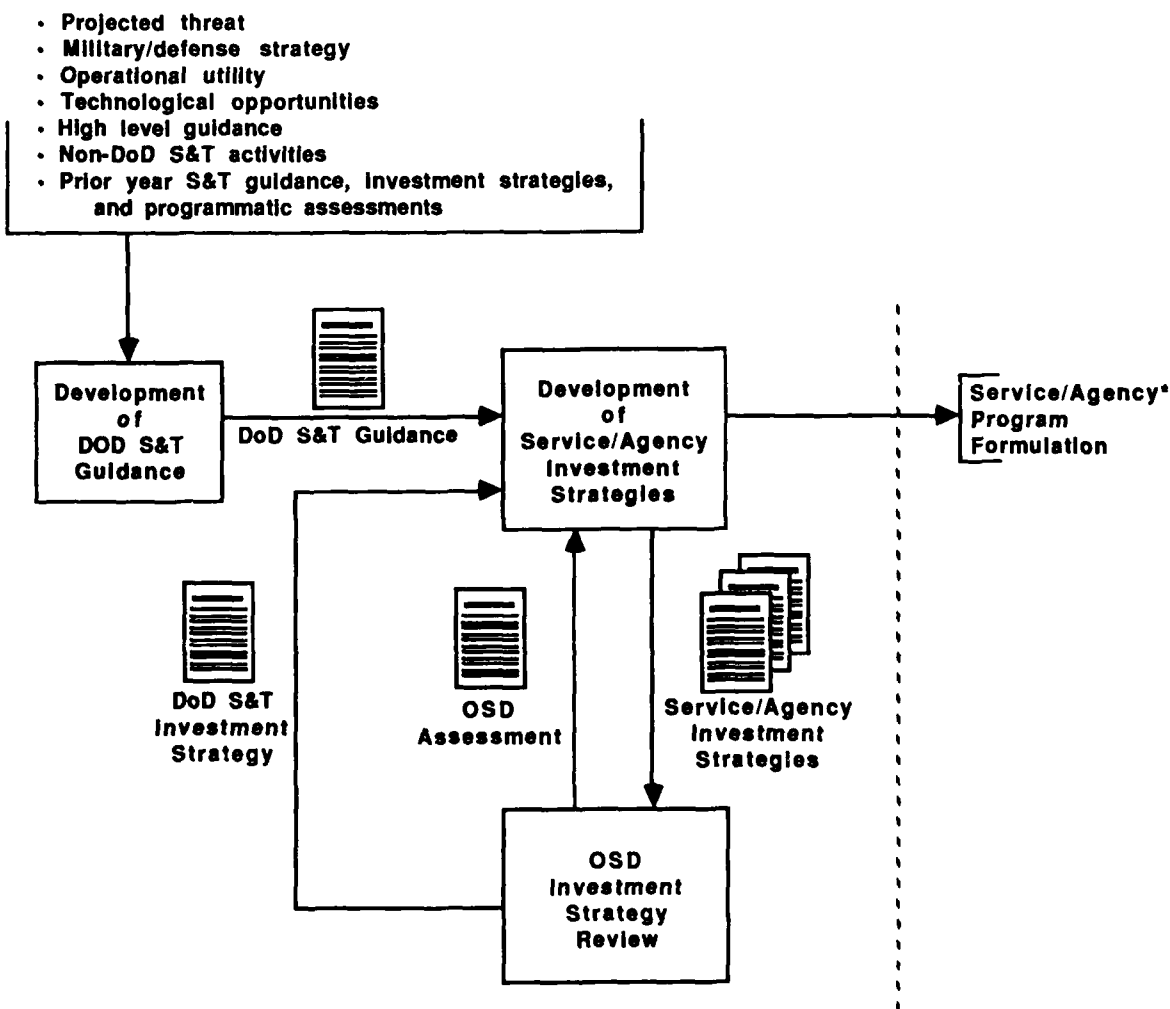 • Projected threat
• Military/defense strategy
• Operational utility
• Technological opportunities
• High level guidance
• Non-DoD S&T activities
• Prior year S&T guidance, investment strategies,
and programmatic assessments
Development
of
DOD S&T
Guidance
DoD S&T Guidance
Development
of
Service/Agency
Investment
Strategies
Service/Agency*
Program
Formulation
DoD S&T
Investment
Strategy
OSD
Assessment
Service/Agency
Investment
Strategies
OSD
Investment
Strategy
Review